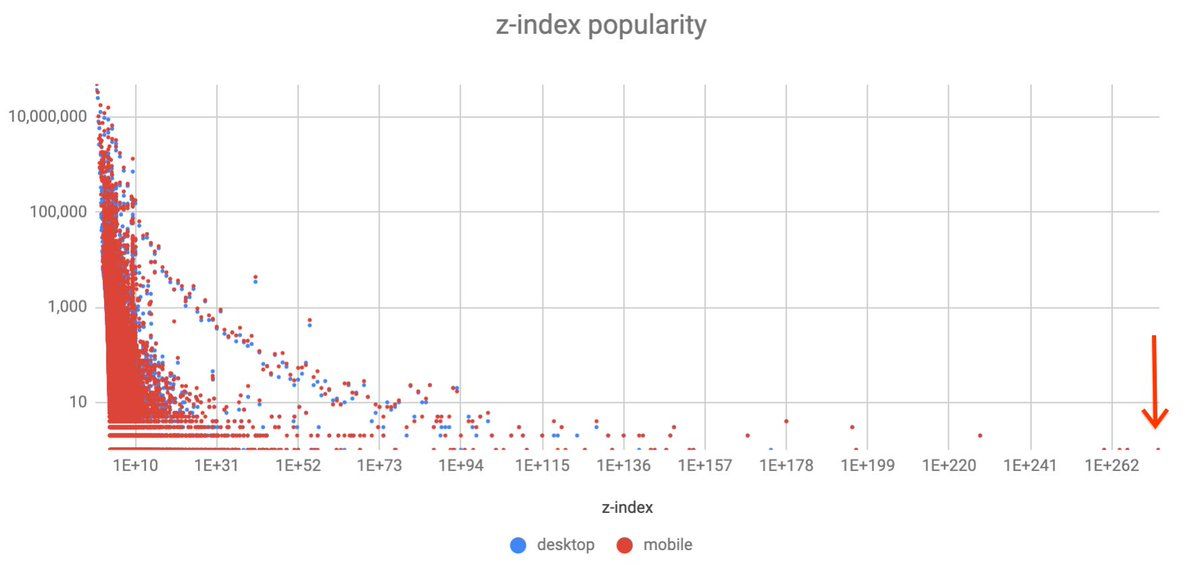 z-index popularity
10,000,000
100,000
1,000
10
1E+10 1E+31 1E+52 1E+73 1E+94 1E+115 1E+136 1E+157 1E+178 1E+199 1E+220 1E+241 1E+262
z-index
desktop mobile